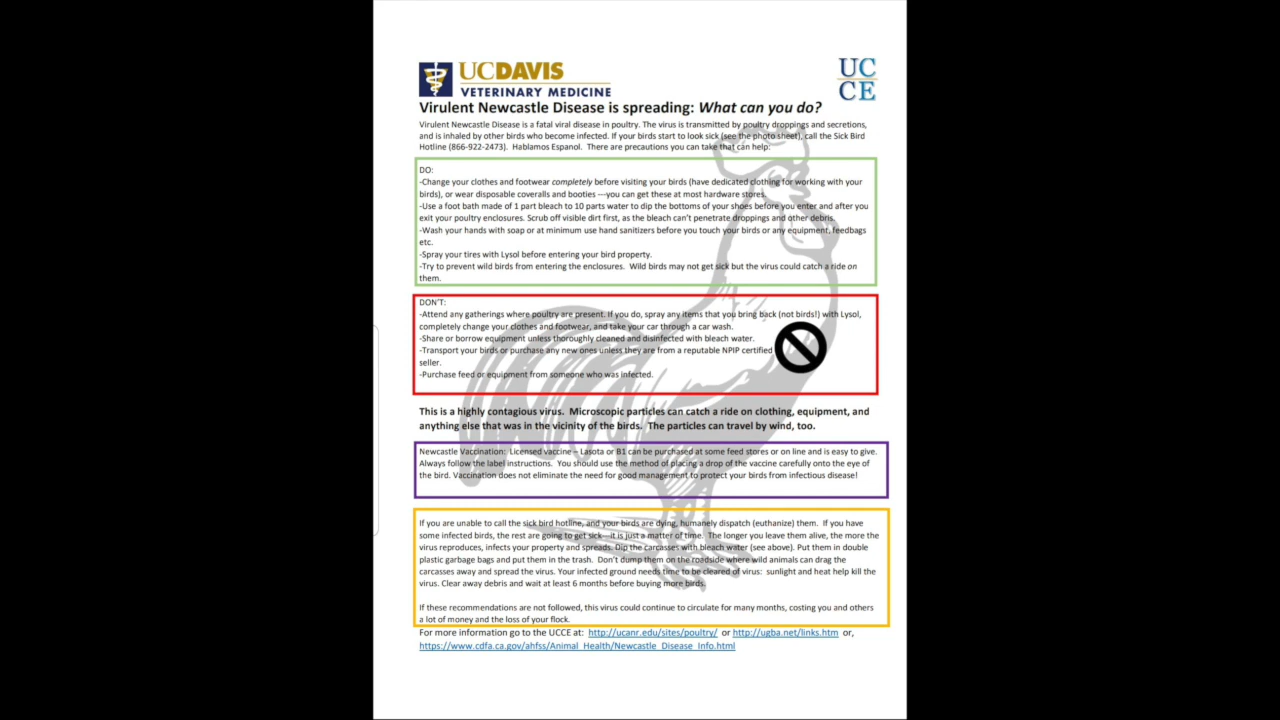 UCDAVIS
VETERINARY MEDICINE
UC
CE
Virulent Newcastle Disease is spreading: What can you do?
Virulent Newcastle Disease is a fatal viral disease in poultry. The virus is transmitted by poultry droppings and secretions,
and is inhaled by other birds who become infected. If your birds start to look sick (see the photo sheet), call the Sick Bird
Hotline (866-922-2473). Hablamos Espanol. There are precautions you can take that can help:
DO:
-Change your clothes and footwear completely before visiting your birds (have dedicated clothing for working with your
birds), or wear disposable coveralls and booties ---you can get these at most hardware stores.
-Use a foot bath made of 1 part bleach to 10 parts water to dip the bottoms of your shoes before you enter and after you
exit your poultry enclosures. Scrub off visible dirt first, as the bleach can't penetrate droppings and other debris.
-Wash your hands with soap or at minimum use hand sanitizers before you touch your birds or any equipment, feedbags
etc.
-Spray your tires with Lysol before entering your bird property.
-Try to prevent wild birds from entering the enclosures. Wild birds may not get sick but the virus could catch a ride on
them.
DON'T:
-Attend any gatherings where poultry are present. If you do, spray any items that you bring back (not birds!) with Lysol,
completely change your clothes and footwear, and take your car through a car wash.
-Share or borrow equipment unless thoroughly cleaned and disinfected with bleach water.
-Transport your birds or purchase any new ones unless they are from a reputable NPIP certified
seller.
-Purchase feed or equipment from someone who was infected.
This is a highly contagious virus. Microscopic particles can catch a ride on clothing, equipment, and
anything else that was in the vicinity of the birds. The particles can travel by wind, too.
Newcastle Vaccination: Licensed vaccine – Lasota or B1 can be purchased at some feed stores or on line and is easy to give.
Always follow the label instructions. You should use the method of placing a drop of the vaccine carefully onto the eye of
the bird. Vaccination does not eliminate the need for good management to protect your birds from infectious disease!
If you are unable to call the sick bird hotline, and your birds are dying, humanely dispatch (euthanize) them. If you have
some infected birds, the rest are going to get sick---it is just a matter of time. The longer you leave them alive, the more the
virus reproduces, infects your property and spreads. Dip the carcasses with bleach water (see above). Put them in double
plastic garbage bags and put them in the trash. Don't dump them on the roadside where wild animals can drag the
carcasses away and spread the virus. Your infected ground needs time to be cleared of virus: sunlight and heat help kill the
virus. Clear away debris and wait at least 6 months before buying more birds.
If these recommendations are not followed, this virus could continue to circulate for many months, costing you and others
a lot of money and the loss of your flock.
For more information go to the UCCE at: http://ucanr.edu/sites/poultry/ or http://ugba.net/links.htm or,
https://www.cdfa.ca.gov/ahfss/Animal_Health/Newcastle_Disease_Info.html